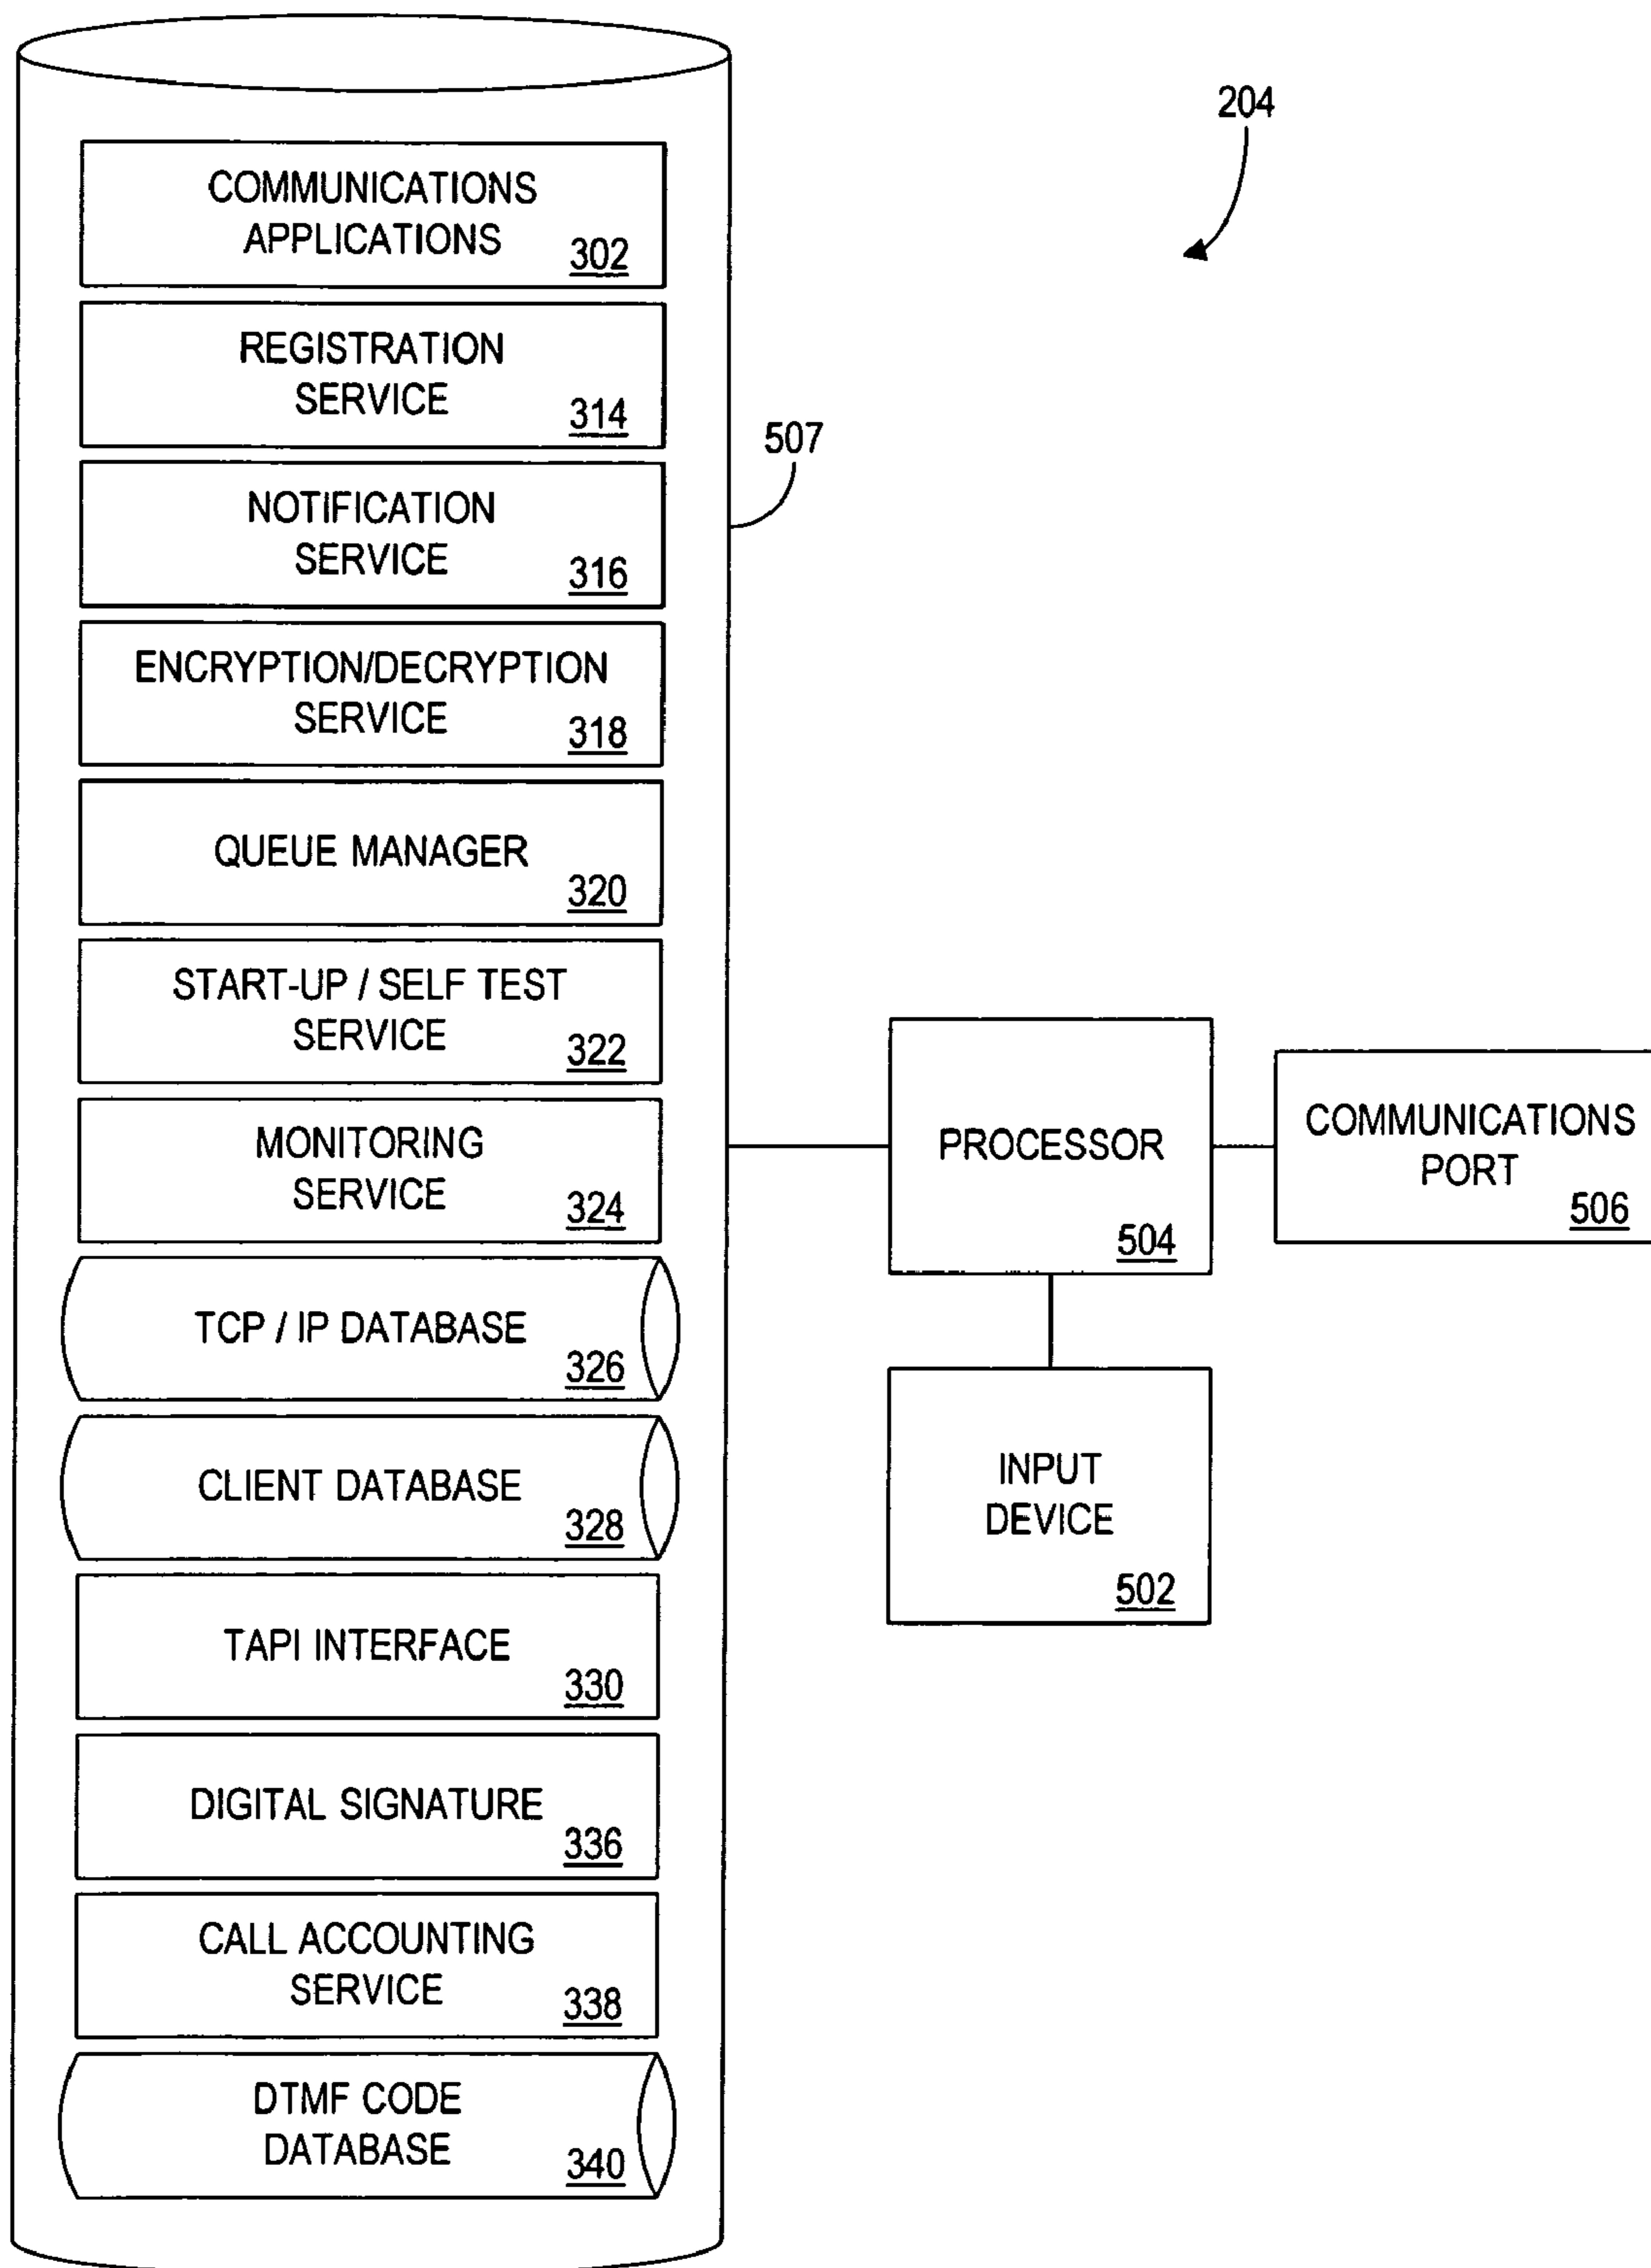 204
COMMUNICATIONS
APPLICATIONS
302
REGISTRATION
SERVICE
314
507
NOTIFICATION
SERVICE
316
ENCRYPTION/DECRYPTION
SERVICE
318
QUEUE MANAGER
320
START-UP / SELF TEST
SERVICE
322
MONITORING
SERVICE
324
PROCESSOR
504
COMMUNICATIONS
PORT
506
TCP / IP DATABASE
326
CLIENT DATABASE
328
INPUT
DEVICE
502
TAPI INTERFACE
330
DIGITAL SIGNATURE
336
CALL ACCOUNTING
SERVICE
338
DTMF CODE
DATABASE
340